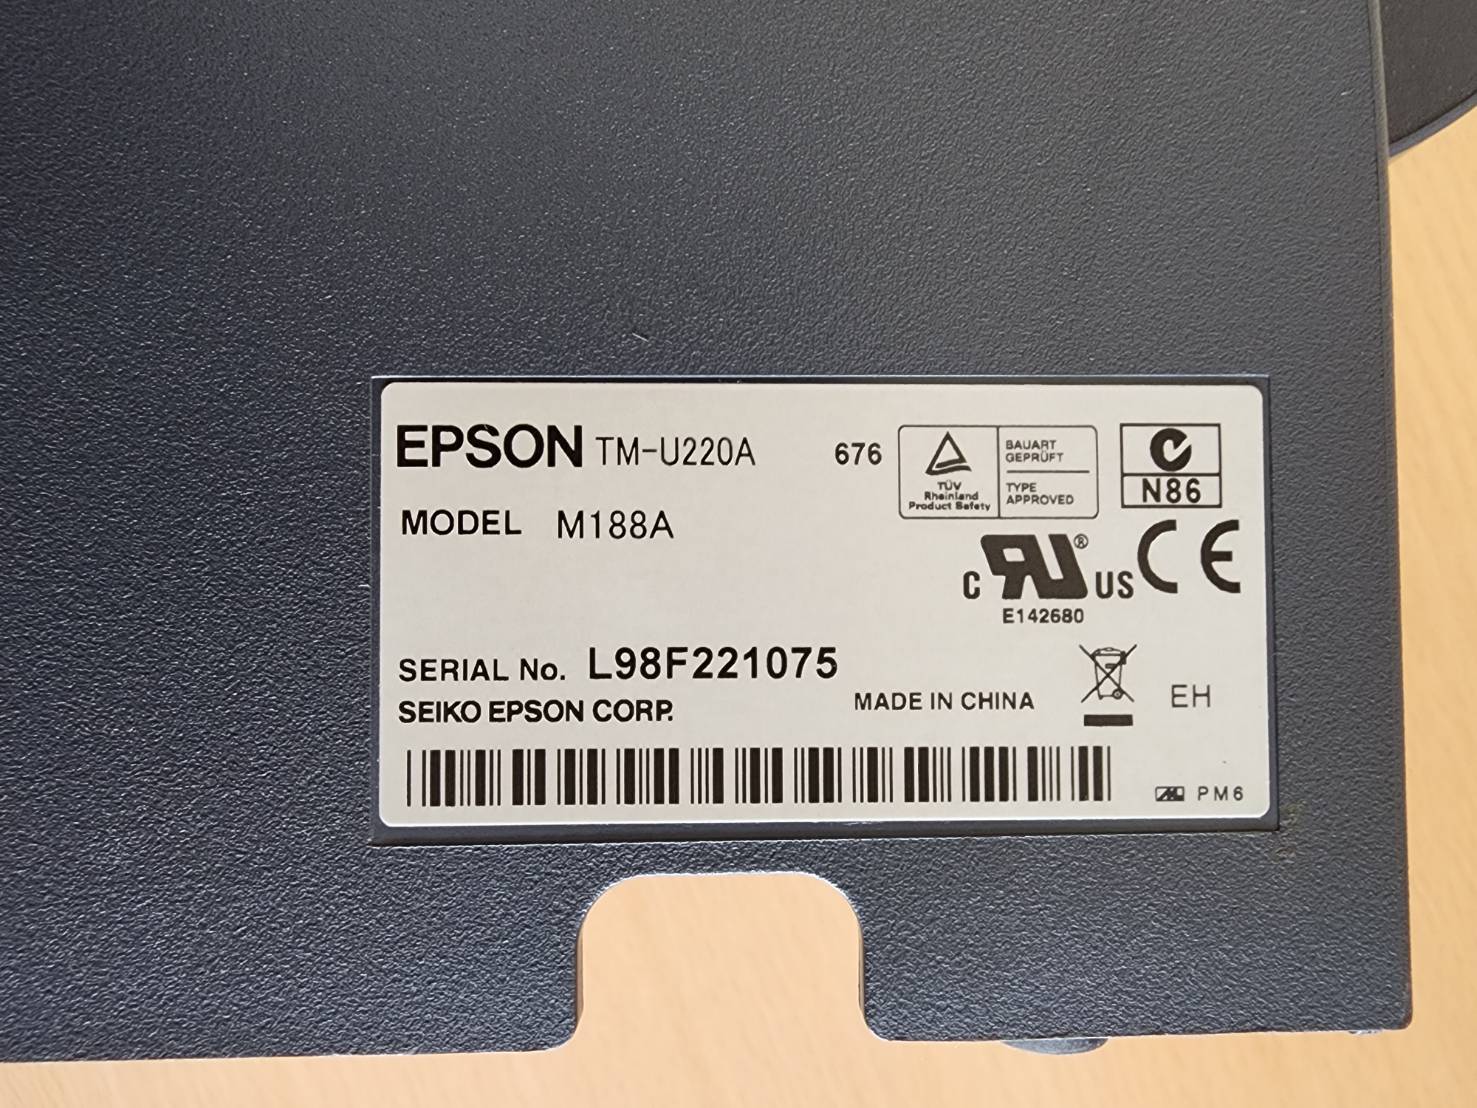 EPSON TM-U220A 676
MODEL M188A
TÜV
Rheinland
Product Safety
BAUART
GEPRÜFT
TYPE
APPROVED
N86
C RU® US CE
E142680
SERIAL No. L98F221075
SEIKO EPSON CORP.
MADE IN CHINA
EH
PM6